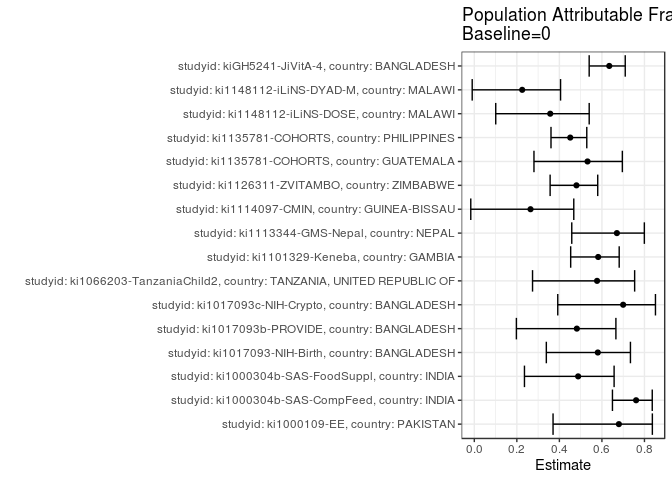 Population Attributable Fra
Baseline=0
studyid: kiGH5241-JiVitA-4, country: BANGLADESH
studyid: ki1148112-iLiNS-DYAD-M, country: MALAWI
studyid: ki1148112-iLiNS-DOSE, country: MALAWI
studyid: ki1135781-COHORTS, country: PHILIPPINES
studyid: ki1135781-COHORTS, country: GUATEMALA
studyid: ki1126311-ZVITAMBO, country: ZIMBABWE
studyid: ki1114097-CMIN, country: GUINEA-BISSAU
studyid: ki1113344-GMS-Nepal, country: NEPAL
studyid: ki1101329-Keneba, country: GAMBIA
studyid: ki1066203-TanzaniaChild2, country: TANZANIA, UNITED REPUBLIC OF
studyid: ki1017093c-NIH-Crypto, country: BANGLADESH
studyid: ki1017093b-PROVIDE, country: BANGLADESH
studyid: ki1017093-NIH-Birth, country: BANGLADESH
studyid: ki1000304b-SAS-FoodSuppl, country: INDIA
studyid: ki1000304b-SAS-CompFeed, country: INDIA
studyid: ki1000109-EE, country: PAKISTAN
0.0 0.2 0.4 0.6 0.8
Estimate